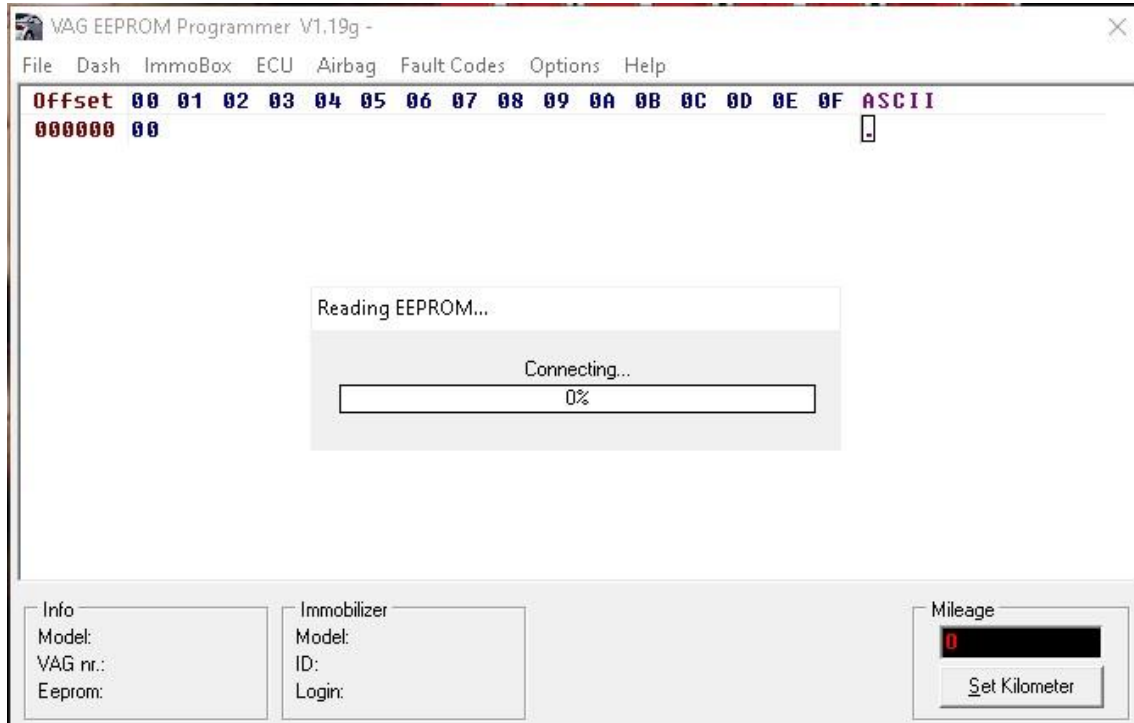 VAG EEPROM Programmer V1.19g -
File Dash ImmoBox ECU Airbag Fault Codes Options Help
Offset 00 01 02 03 04 05 06 07 08 09 0A 0B 0C 0D 0E 0F ASCII
000000 00 .
Reading EEPROM...
Connecting...
0%
Info
Model:
VAG nr.:
Eeprom:
Immobilizer
Model:
ID:
Login:
Mileage
0
Set Kilometer